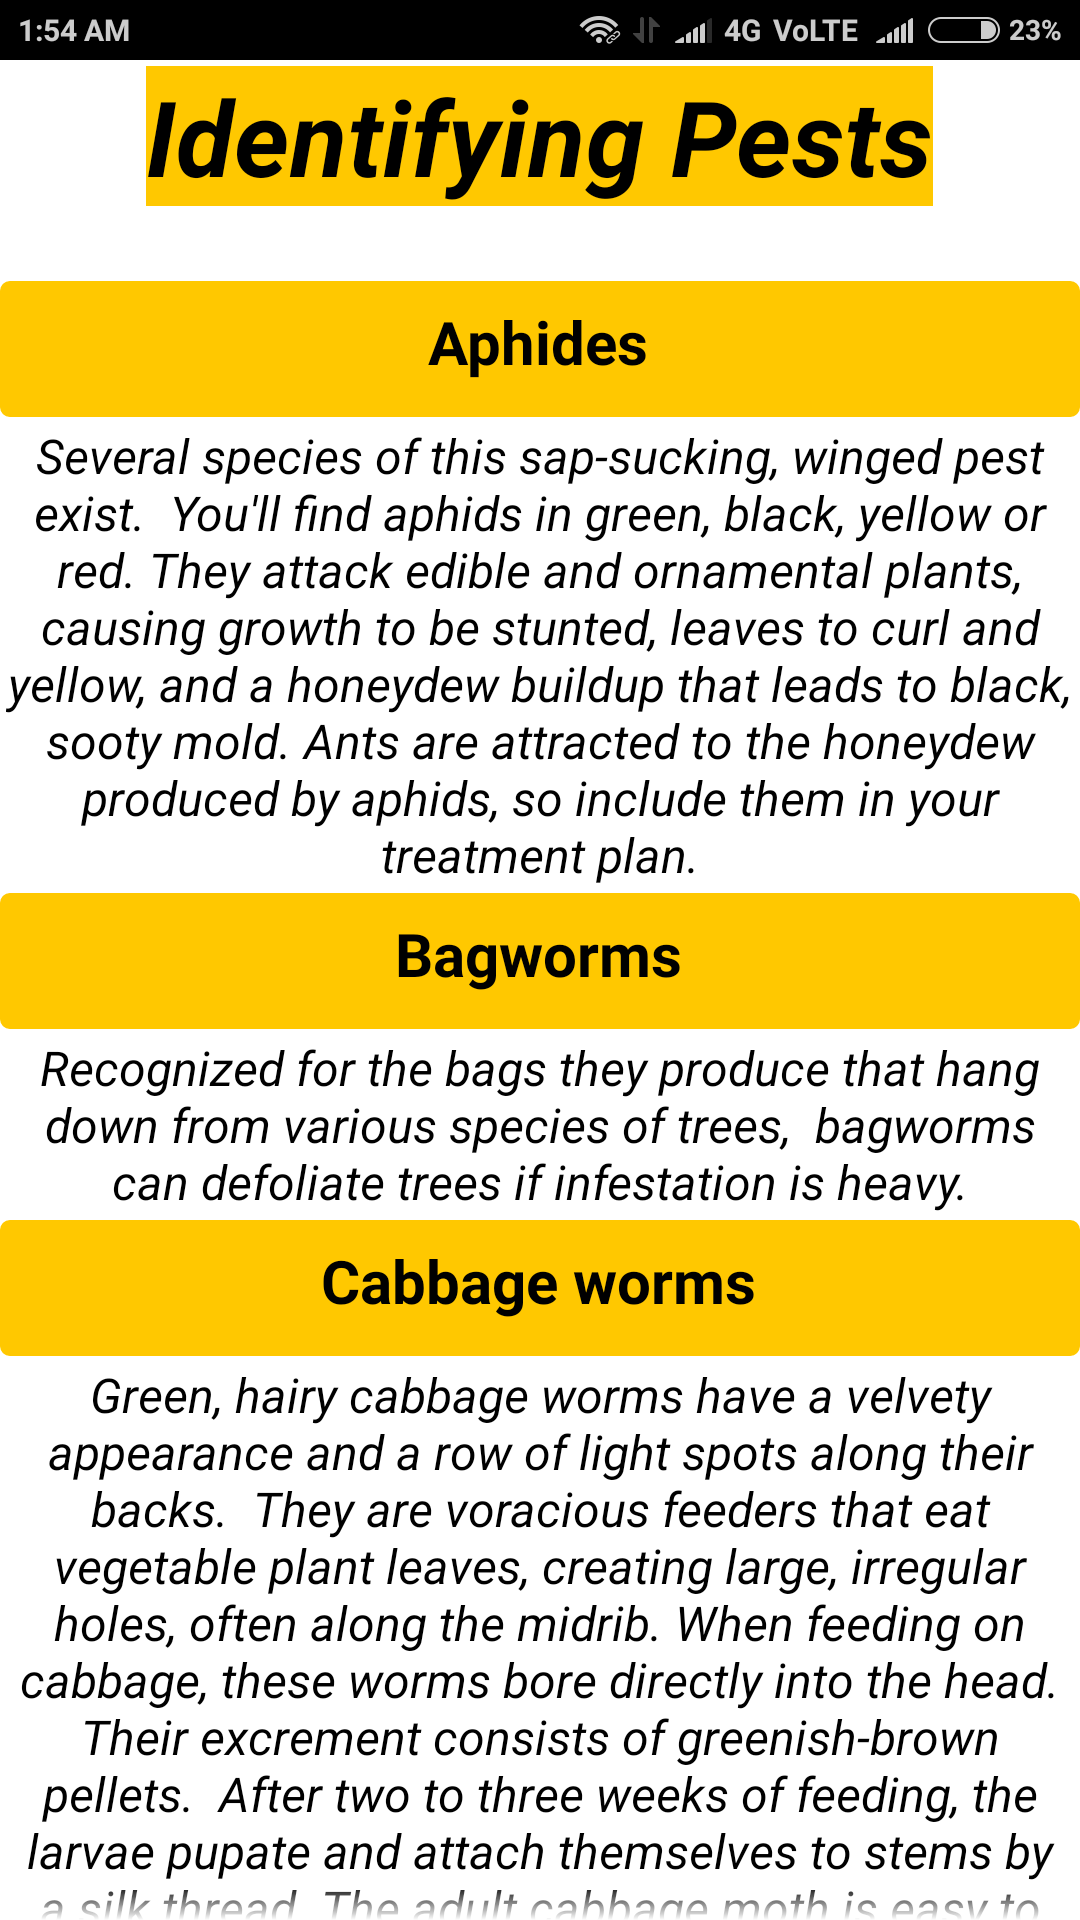 1:54 AM 4G VoLTE 23%
Identifying Pests
Aphides
Several species of this sap-sucking, winged pest
exist.  You'll find aphids in green, black, yellow or
red. They attack edible and ornamental plants,
causing growth to be stunted, leaves to curl and
yellow, and a honeydew buildup that leads to black,
sooty mold. Ants are attracted to the honeydew
produced by aphids, so include them in your
treatment plan.
Bagworms
Recognized for the bags they produce that hang
down from various species of trees,  bagworms
can defoliate trees if infestation is heavy.
Cabbage worms
Green, hairy cabbage worms have a velvety
appearance and a row of light spots along their
backs.  They are voracious feeders that eat
vegetable plant leaves, creating large, irregular
holes, often along the midrib. When feeding on
cabbage, these worms bore directly into the head.
Their excrement consists of greenish-brown
pellets.  After two to three weeks of feeding, the
larvae pupate and attach themselves to stems by
a silk thread. The adult cabbage moth is easy to